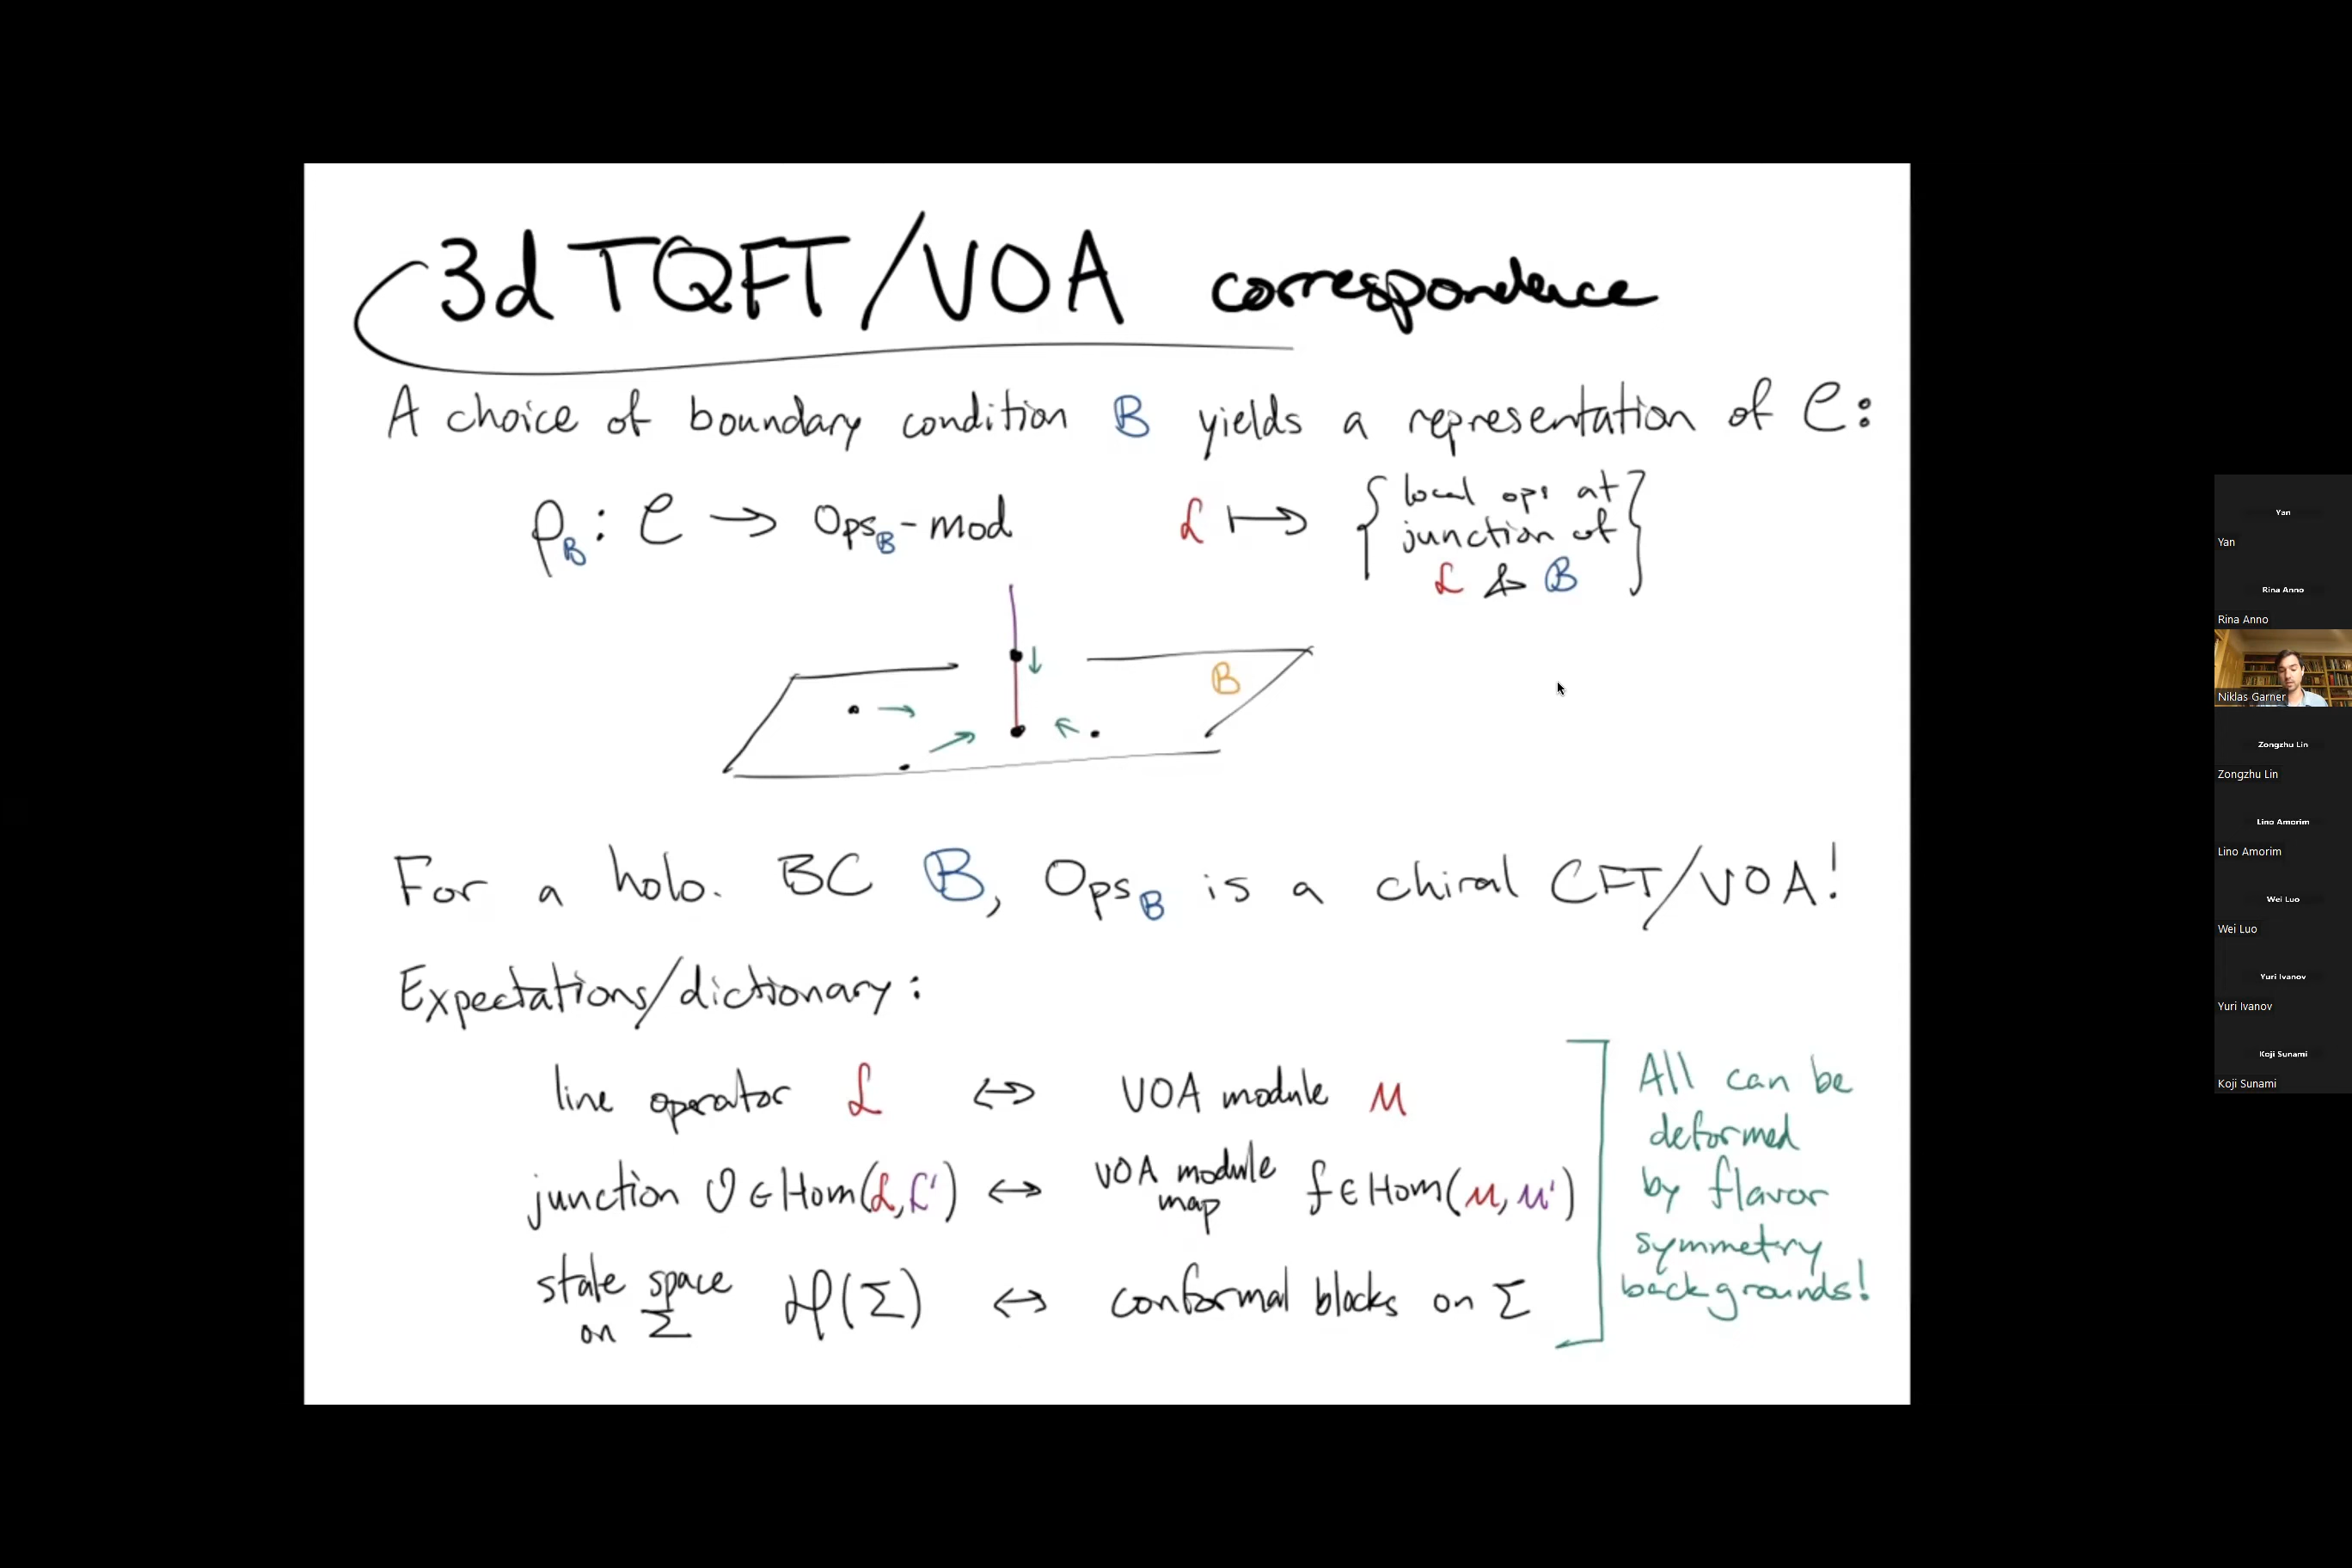 3d TQFT/VOA correspondence
A choice of boundary condition B yields a representation of C:
ρ_B : C → Ops_B-mod L ↦ { local ops at junction of L & B }
B
For a holo. BC B, Ops_B is a chiral CFT/VOA!
Expectations/dictionary:
line operator L ↔ VOA module M
junction O ∈ Hom(L, L') ↔ VOA module map f ∈ Hom(M, M')
state space on Σ H(Σ) ↔ conformal blocks on Σ
All can be
deformed
by flavor
symmetry
backgrounds!
Yan
Yan
Rina Anno
Rina Anno
Niklas Garner
Zongzhu Lin
Zongzhu Lin
Lino Amorim
Lino Amorim
Wei Luo
Wei Luo
Yuri Ivanov
Yuri Ivanov
Koji Sunami
Koji Sunami